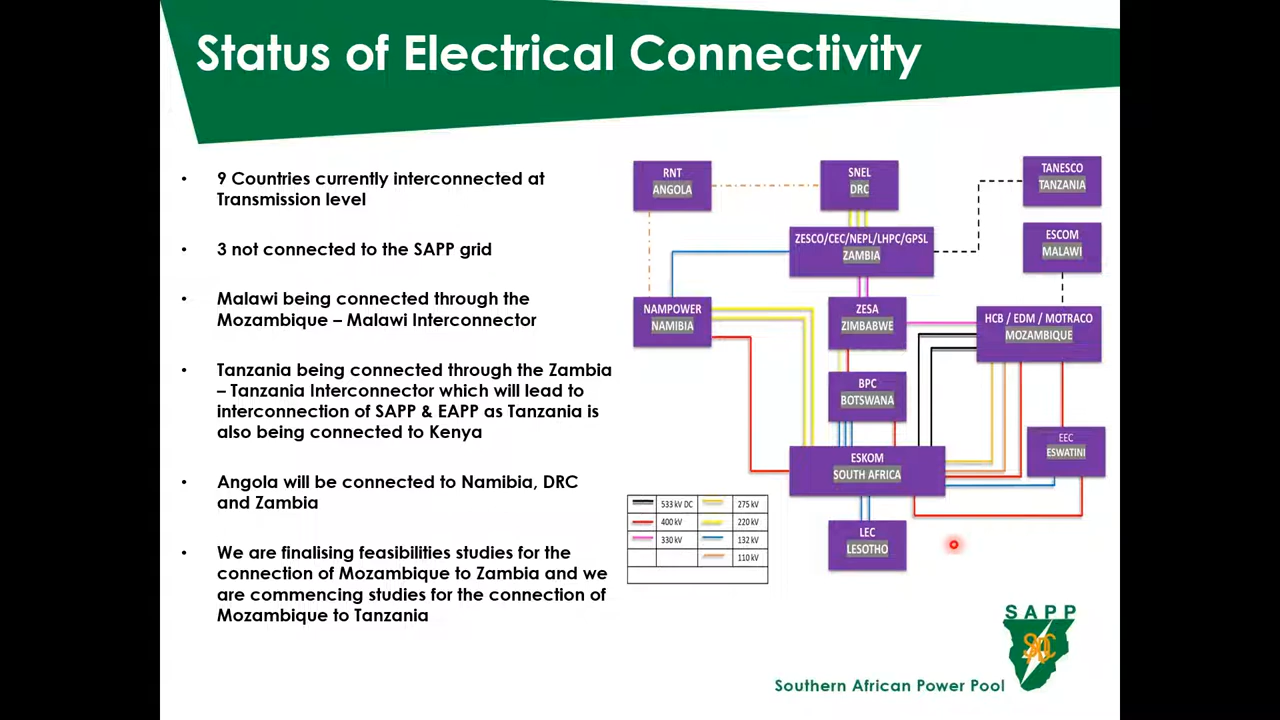 Status of Electrical Connectivity
• 9 Countries currently interconnected at
Transmission level
• 3 not connected to the SAPP grid
• Malawi being connected through the
Mozambique – Malawi Interconnector
• Tanzania being connected through the Zambia
– Tanzania Interconnector which will lead to
interconnection of SAPP & EAPP as Tanzania is
also being connected to Kenya
• Angola will be connected to Namibia, DRC
and Zambia
• We are finalising feasibilities studies for the
connection of Mozambique to Zambia and we
are commencing studies for the connection of
Mozambique to Tanzania
RNT
ANGOLA
SNEL
DRC
TANESCO
TANZANIA
ZESCO/CEC/NEPL/LHPC/GPSL
ZAMBIA
ESCOM
MALAWI
NAMPOWER
NAMIBIA
ZESA
ZIMBABWE
HCB / EDM / MOTRACO
MOZAMBIQUE
BPC
BOTSWANA
EEC
ESWATINI
ESKOM
SOUTH AFRICA
LEC
LESOTHO
533 kV DC 275 kV
400 kV 220 kV
330 kV 132 kV
110 kV
SAPP
Southern African Power Pool